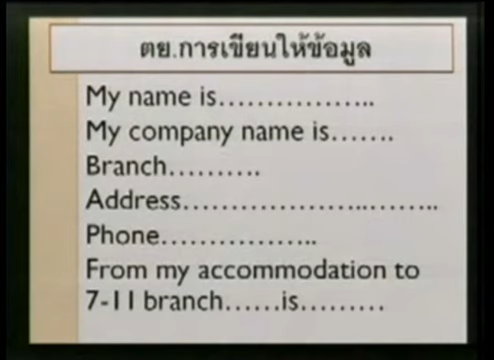 ตย.การเขียนให้ข้อมูล
My name is……………..
My company name is…….
Branch……….
Address………………..……..
Phone……………..
From my accommodation to
7-11 branch……is………